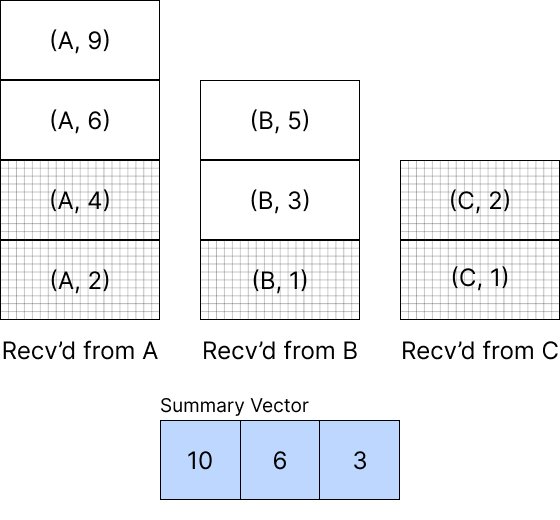 (A, 9)
(A, 6)
(B, 5)
(A, 4)
(B, 3)
(C, 2)
(A, 2)
(B, 1)
(C, 1)
Recv’d from A
Recv’d from B
Recv’d from C
Summary Vector
10
6
3